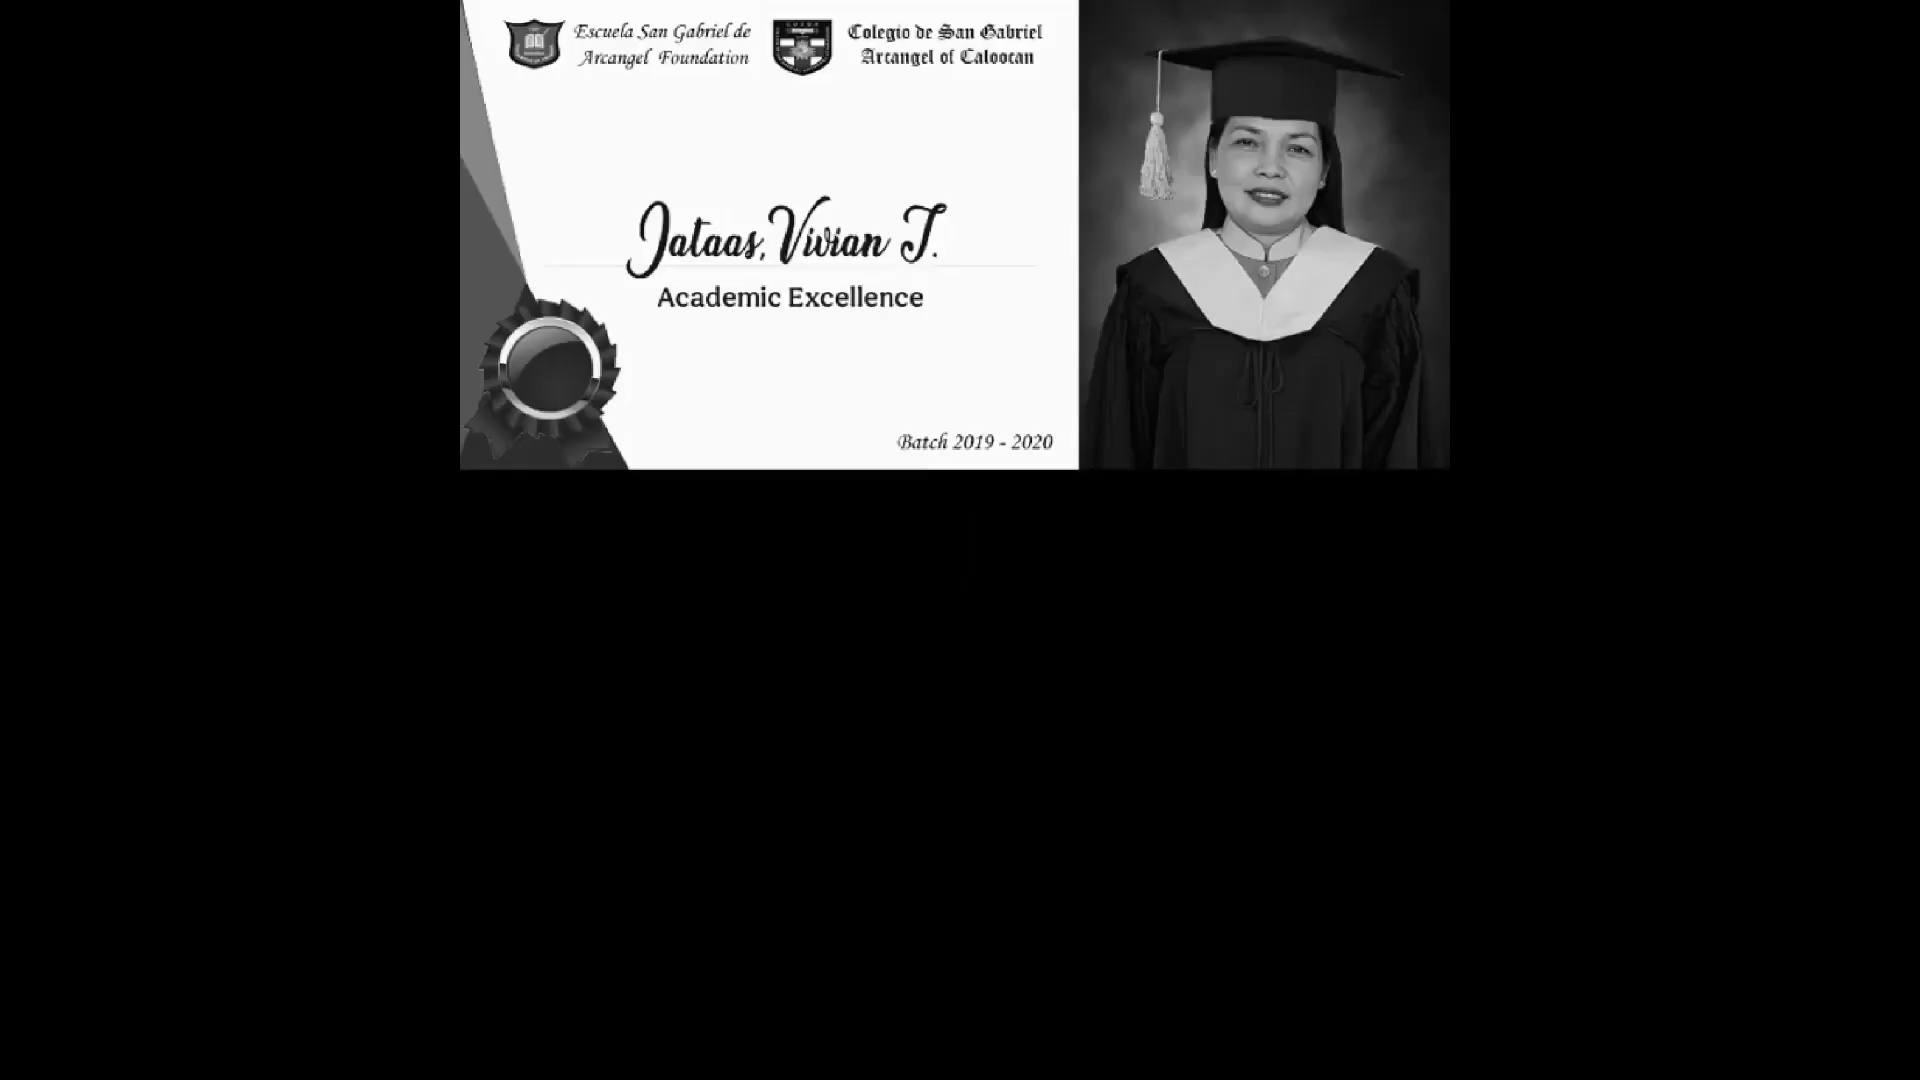 Escuela San Gabriel de
Arcangel Foundation
Colegio de San Gabriel
Arcangel of Caloocan
Jataas, Vivian J.
Academic Excellence
Batch 2019 - 2020